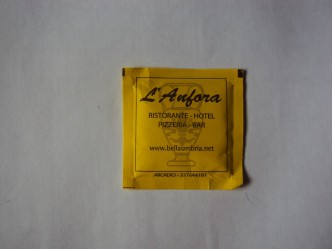 L'Anfora
RISTORANTE - HOTEL
PIZZERIA - BAR
www.bellaumbria.net